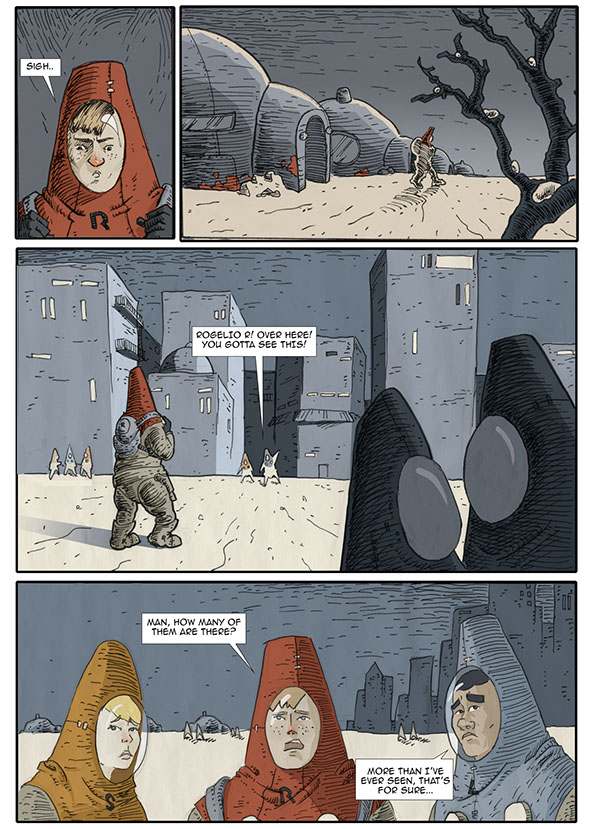 SIGH..
R
ROGELIO R! OVER HERE!
YOU GOTTA SEE THIS!
MAN, HOW MANY OF
THEM ARE THERE?
S
R
A
MORE THAN I'VE
EVER SEEN, THAT'S
FOR SURE...